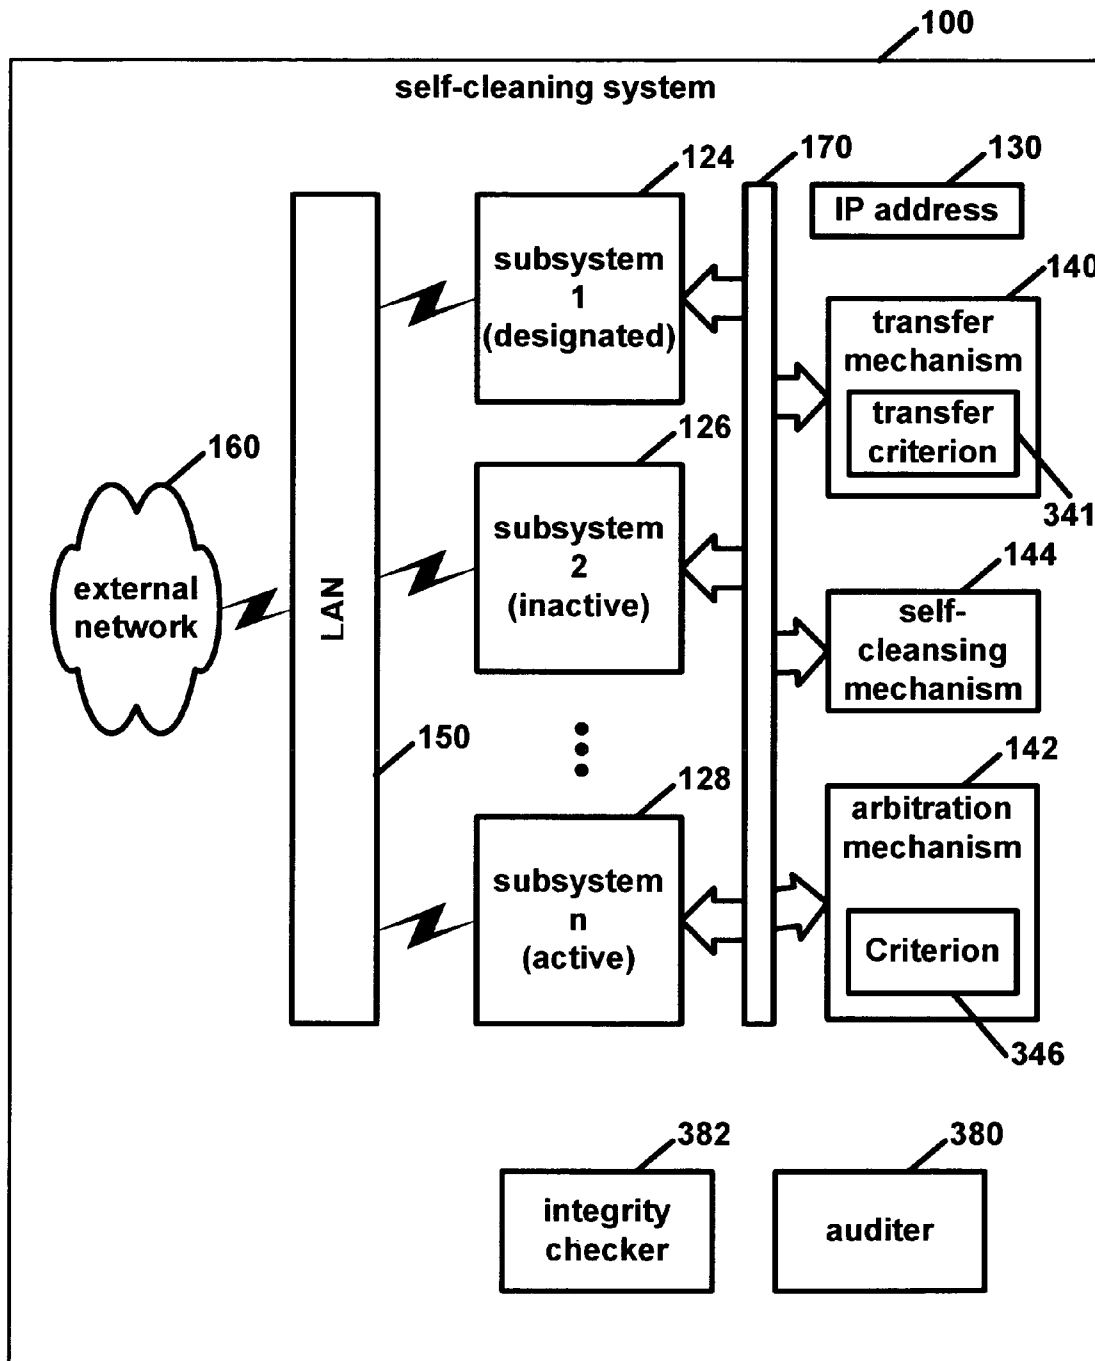 100
self-cleaning system
124
170
130
IP address
subsystem
1
(designated)
140
transfer
mechanism
transfer
criterion
341
160
126
external
network
LAN
subsystem
2
(inactive)
144
self-
cleansing
mechanism
150
128
142
subsystem
n
(active)
arbitration
mechanism
Criterion
346
382
380
integrity
checker
auditer